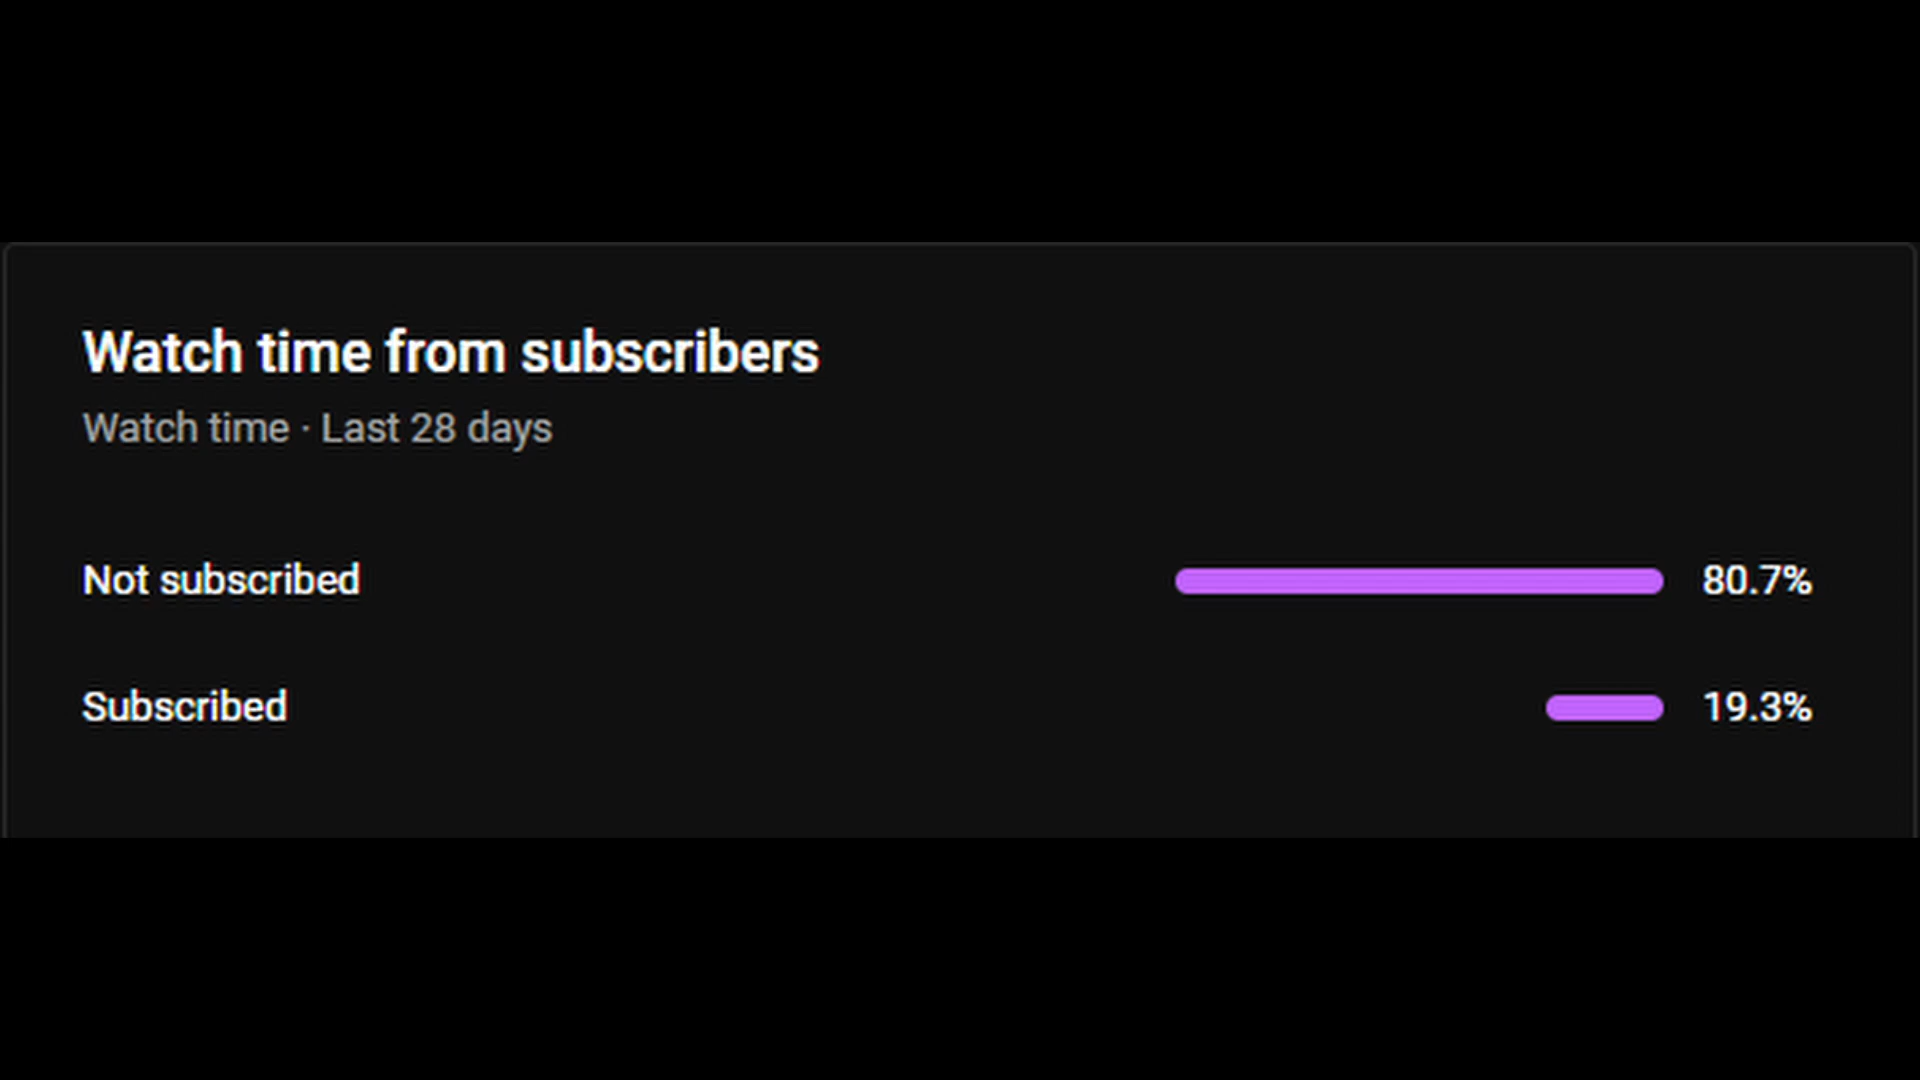 Watch time from subscribers
Watch time · Last 28 days
Not subscribed 80.7%
Subscribed 19.3%